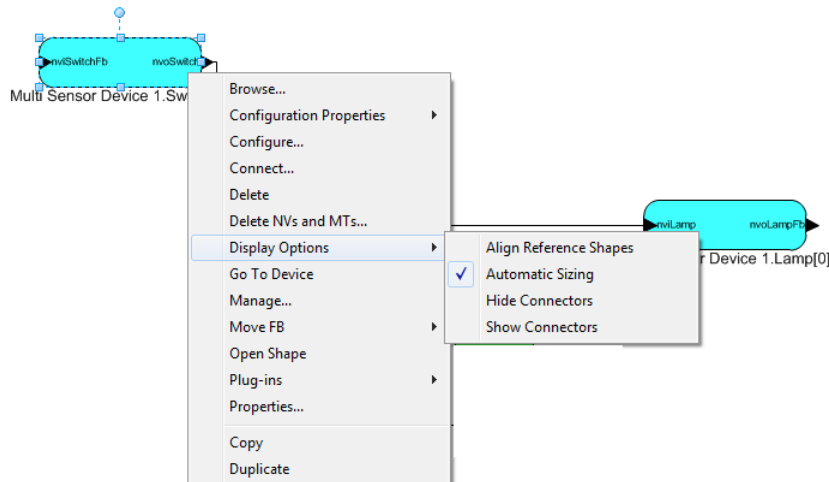 nviSwitchFb nvoSwitch
Multi Sensor Device 1.Sw
Browse...
Configuration Properties
Configure...
Connect...
Delete
Delete NVs and MTs...
Display Options
Go To Device
Manage...
Move FB
Open Shape
Plug-ins
Properties...
Copy
Duplicate
Align Reference Shapes
Automatic Sizing
Hide Connectors
Show Connectors
nviLamp nvoLampFb
r Device 1.Lamp[0]